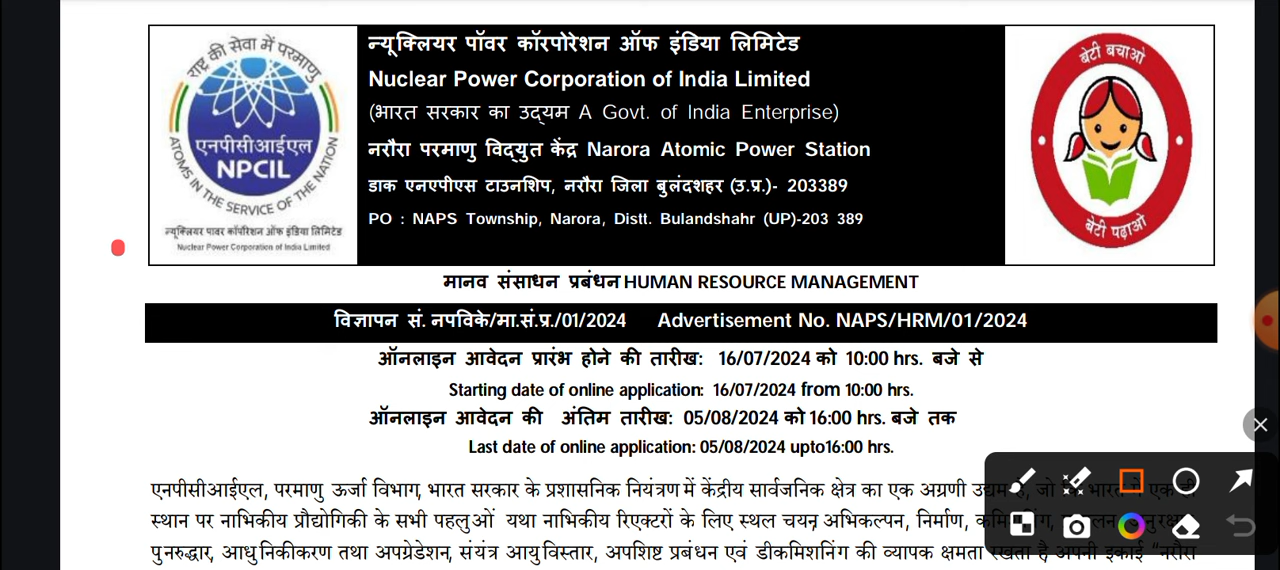 राष्ट्र की सेवा में परमाणु
एनपीसीआईएल
NPCIL
ATOMS IN THE SERVICE OF THE NATION
न्यूक्लियर पावर कॉर्पोरेशन ऑफ इंडिया लिमिटेड
Nuclear Power Corporation of India Limited
न्यूक्लियर पॉवर कॉरपोरेशन ऑफ इंडिया लिमिटेड
Nuclear Power Corporation of India Limited
(भारत सरकार का उद्यम A Govt. of India Enterprise)
नरौरा परमाणु विद्युत केंद्र Narora Atomic Power Station
डाक एनएपीएस टाउनशिप, नरौरा जिला बुलंदशहर (उ.प्र.)- 203389
PO : NAPS Township, Narora, Distt. Bulandshahr (UP)-203 389
बेटी बचाओ
बेटी पढ़ाओ
मानव संसाधन प्रबंधन HUMAN RESOURCE MANAGEMENT
विज्ञापन सं. नपविके/मा.सं.प्र./01/2024 Advertisement No. NAPS/HRM/01/2024
ऑनलाइन आवेदन प्रारंभ होने की तारीख: 16/07/2024 को 10:00 hrs. बजे से
Starting date of online application: 16/07/2024 from 10:00 hrs.
ऑनलाइन आवेदन की अंतिम तारीख: 05/08/2024 को 16:00 hrs. बजे तक
Last date of online application: 05/08/2024 upto16:00 hrs.
एनपीसीआईएल, परमाणु ऊर्जा विभाग, भारत सरकार के प्रशासनिक नियंत्रण में केंद्रीय सार्वजनिक क्षेत्र का एक अग्रणी उद्यम है, जो
स्थान पर नाभिकीय प्रौद्योगिकी के सभी पहलुओं यथा नाभिकीय रिएक्टरों के लिए स्थल चयन, अभिकल्पन, निर्माण,
पुनरुद्धार, आधुनिकीकरण तथा अपग्रेडेशन, संयंत्र आयुविस्तार, अपशिष्ट प्रबंधन एवं डीकमिशनिंग की व्यापक क्षमता रखता है, अपनी इकाई "नरौरा